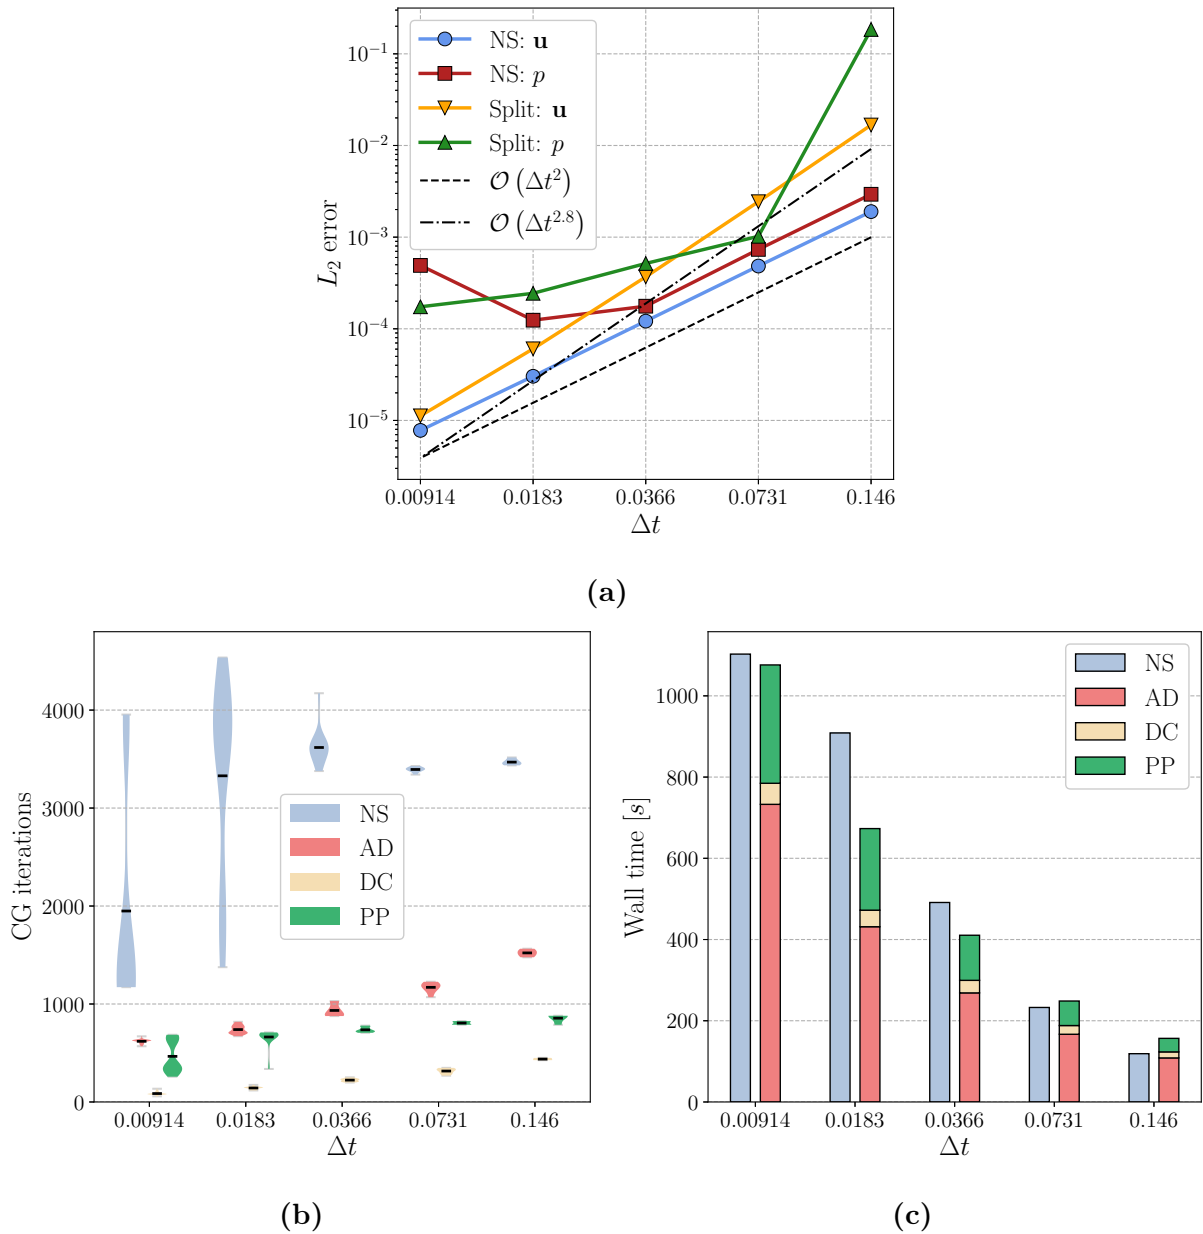 10⁻¹
10⁻²
10⁻³
10⁻⁴
10⁻⁵
L₂ error
NS: u
NS: p
Split: u
Split: p
𝒪 (Δt²)
𝒪 (Δt^2.8)
0.00914 0.0183 0.0366 0.0731 0.146
Δt
(a)
4000
3000
2000
1000
0
CG iterations
NS
AD
DC
PP
0.00914 0.0183 0.0366 0.0731 0.146
Δt
(b)
1000
800
600
400
200
0
Wall time [s]
NS
AD
DC
PP
0.00914 0.0183 0.0366 0.0731 0.146
Δt
(c)